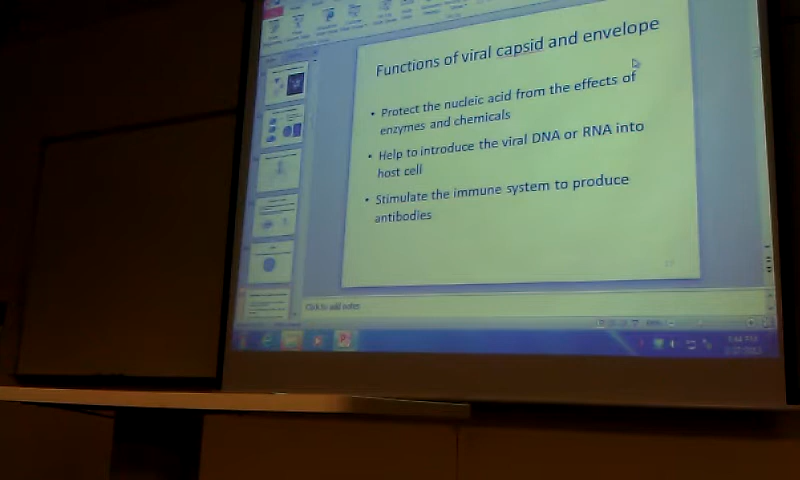 Functions of viral capsid and envelope
• Protect the nucleic acid from the effects of
enzymes and chemicals
• Help to introduce the viral DNA or RNA into
host cell
• Stimulate the immune system to produce
antibodies
Click to add notes